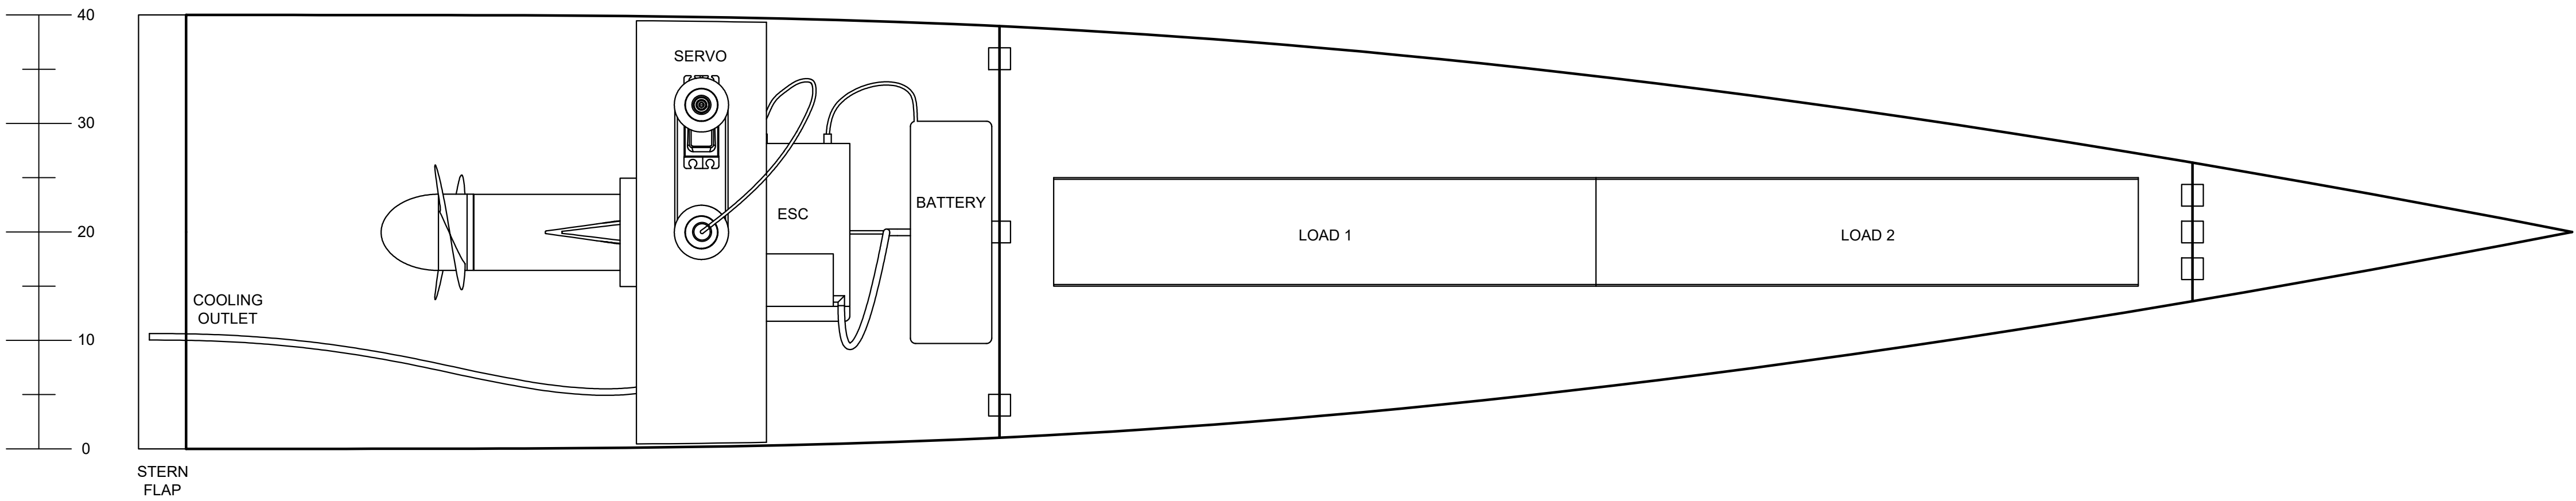 40
30
20
10
0
SERVO
ESC
BATTERY
LOAD 1
LOAD 2
COOLING
OUTLET
STERN
FLAP